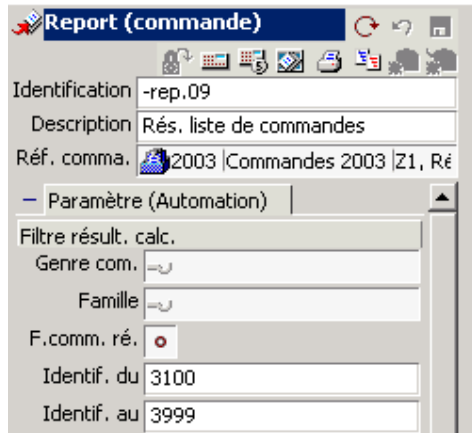 Report (commande)
Identification -rep.09
Description Rés. liste de commandes
Réf. comma. 2003 |Commandes 2003 |Z1, Ré
– Paramètre (Automation)
Filtre résult. calc.
Genre com.
Famille
F.comm. ré.
Identif. du 3100
Identif. au 3999